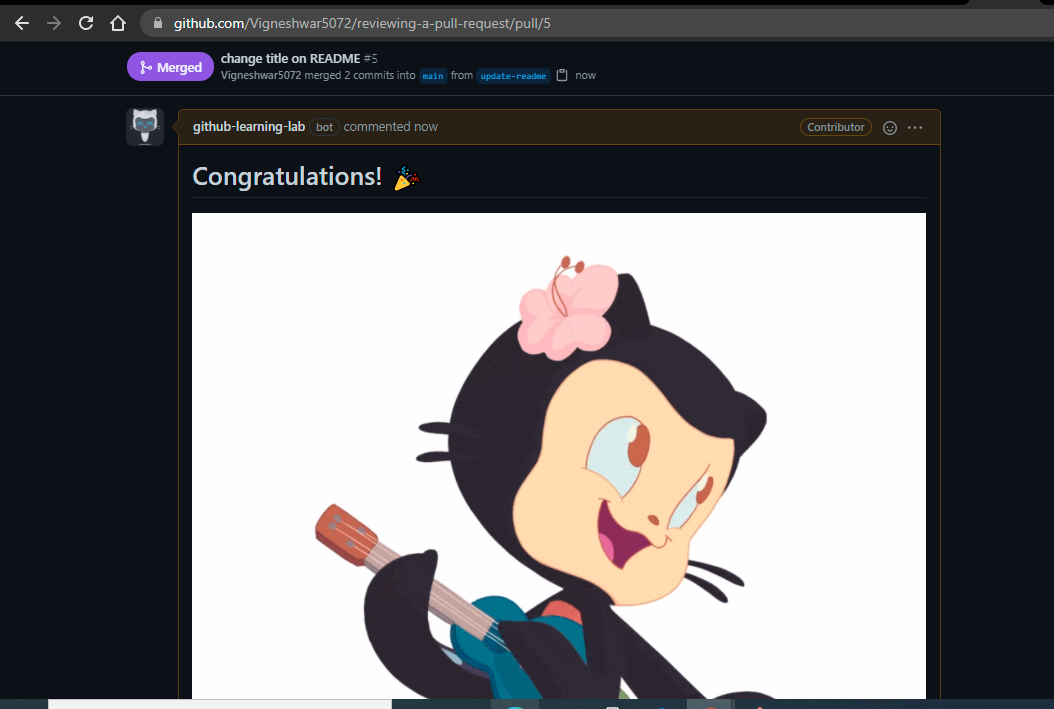 github.com/Vigneshwar5072/reviewing-a-pull-request/pull/5
Merged
change title on README #5
Vigneshwar5072 merged 2 commits into main from update-readme now
github-learning-lab bot commented now
Contributor
Congratulations!